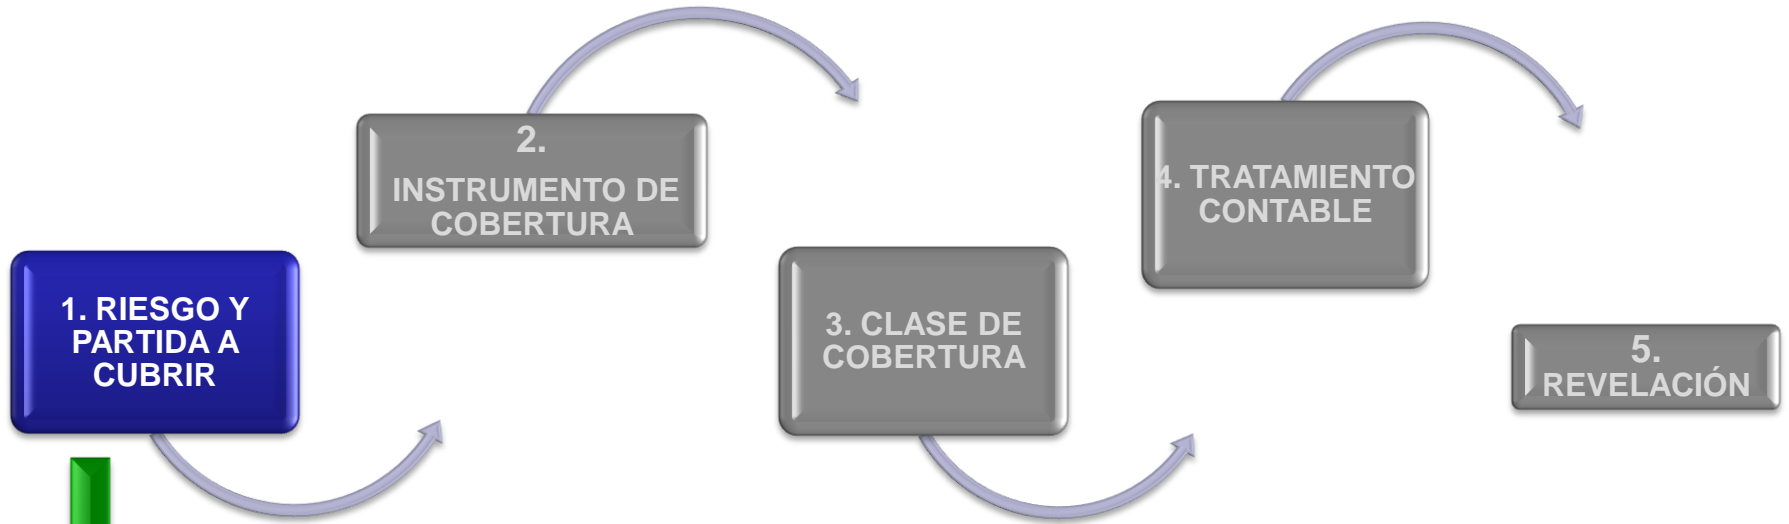 1. RIESGO Y
PARTIDA A
CUBRIR
2.
INSTRUMENTO DE
COBERTURA
3. CLASE DE
COBERTURA
4. TRATAMIENTO
CONTABLE
5.
REVELACIÓN